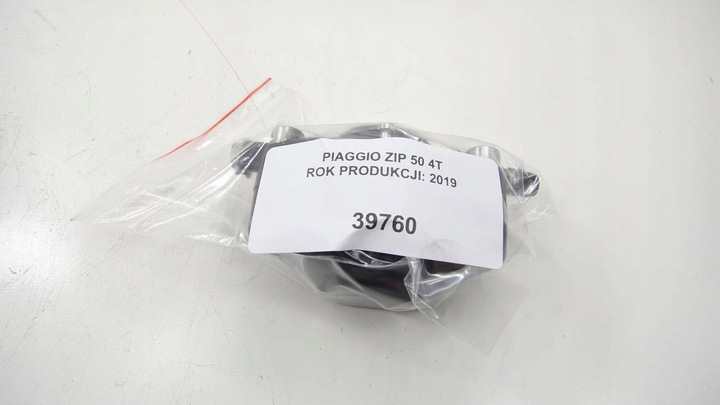 PIAGGIO ZIP 50 4T
ROK PRODUKCJI: 2019
39760